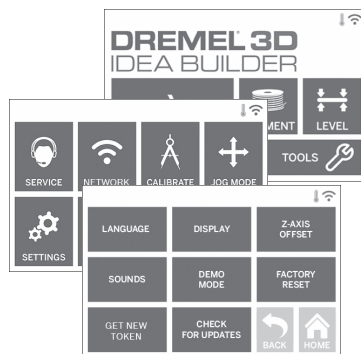 DREMEL 3D
IDEA BUILDER
MENT
LEVEL
TOOLS
SERVICE
NETWORK
CALIBRATE
JOG MODE
SETTINGS
LANGUAGE
DISPLAY
Z-AXIS
OFFSET
SOUNDS
DEMO
MODE
FACTORY
RESET
GET NEW
TOKEN
CHECK
FOR UPDATES
BACK
HOME